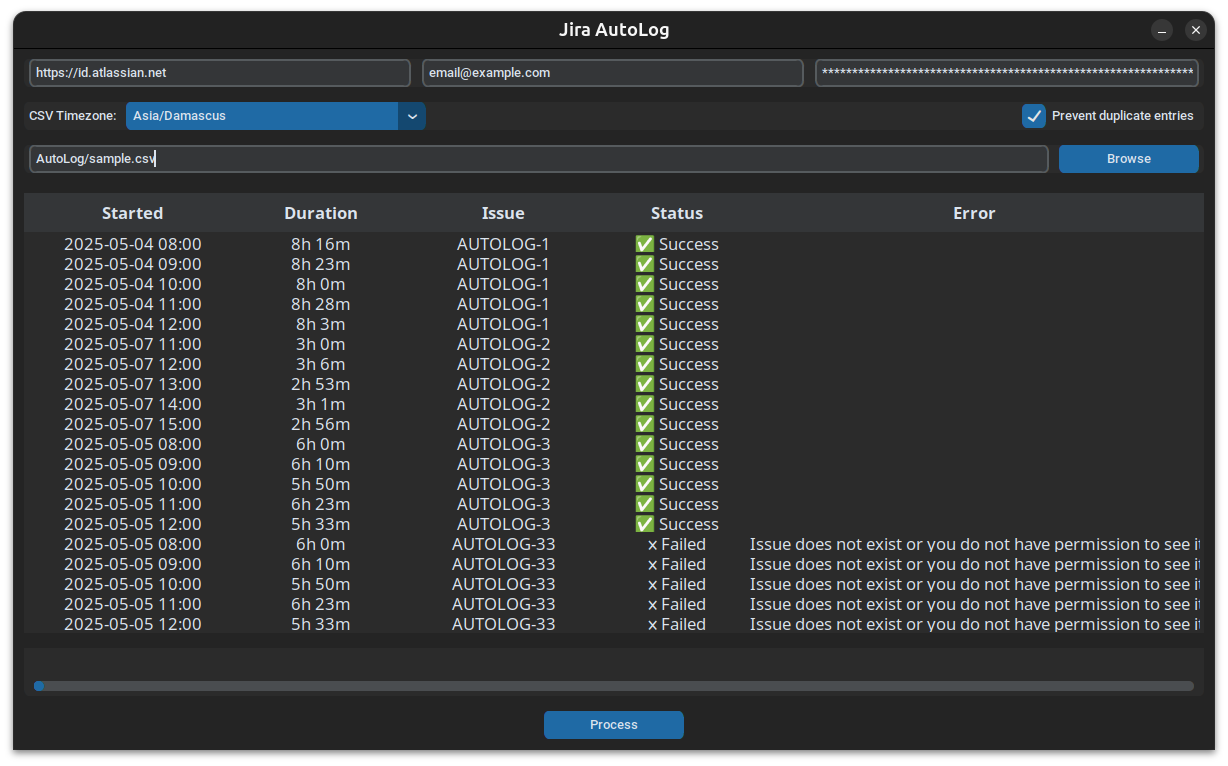 Jira AutoLog
https://id.atlassian.net email@example.com **************************************************************
CSV Timezone: Asia/Damascus Prevent duplicate entries
AutoLog/sample.csv Browse
Started Duration Issue Status Error
2025-05-04 08:00 8h 16m AUTOLOG-1 ✅ Success
2025-05-04 09:00 8h 23m AUTOLOG-1 ✅ Success
2025-05-04 10:00 8h 0m AUTOLOG-1 ✅ Success
2025-05-04 11:00 8h 28m AUTOLOG-1 ✅ Success
2025-05-04 12:00 8h 3m AUTOLOG-1 ✅ Success
2025-05-07 11:00 3h 0m AUTOLOG-2 ✅ Success
2025-05-07 12:00 3h 6m AUTOLOG-2 ✅ Success
2025-05-07 13:00 2h 53m AUTOLOG-2 ✅ Success
2025-05-07 14:00 3h 1m AUTOLOG-2 ✅ Success
2025-05-07 15:00 2h 56m AUTOLOG-2 ✅ Success
2025-05-05 08:00 6h 0m AUTOLOG-3 ✅ Success
2025-05-05 09:00 6h 10m AUTOLOG-3 ✅ Success
2025-05-05 10:00 5h 50m AUTOLOG-3 ✅ Success
2025-05-05 11:00 6h 23m AUTOLOG-3 ✅ Success
2025-05-05 12:00 5h 33m AUTOLOG-3 ✅ Success
2025-05-05 08:00 6h 0m AUTOLOG-33 x Failed Issue does not exist or you do not have permission to see it
2025-05-05 09:00 6h 10m AUTOLOG-33 x Failed Issue does not exist or you do not have permission to see it
2025-05-05 10:00 5h 50m AUTOLOG-33 x Failed Issue does not exist or you do not have permission to see it
2025-05-05 11:00 6h 23m AUTOLOG-33 x Failed Issue does not exist or you do not have permission to see it
2025-05-05 12:00 5h 33m AUTOLOG-33 x Failed Issue does not exist or you do not have permission to see it
Process